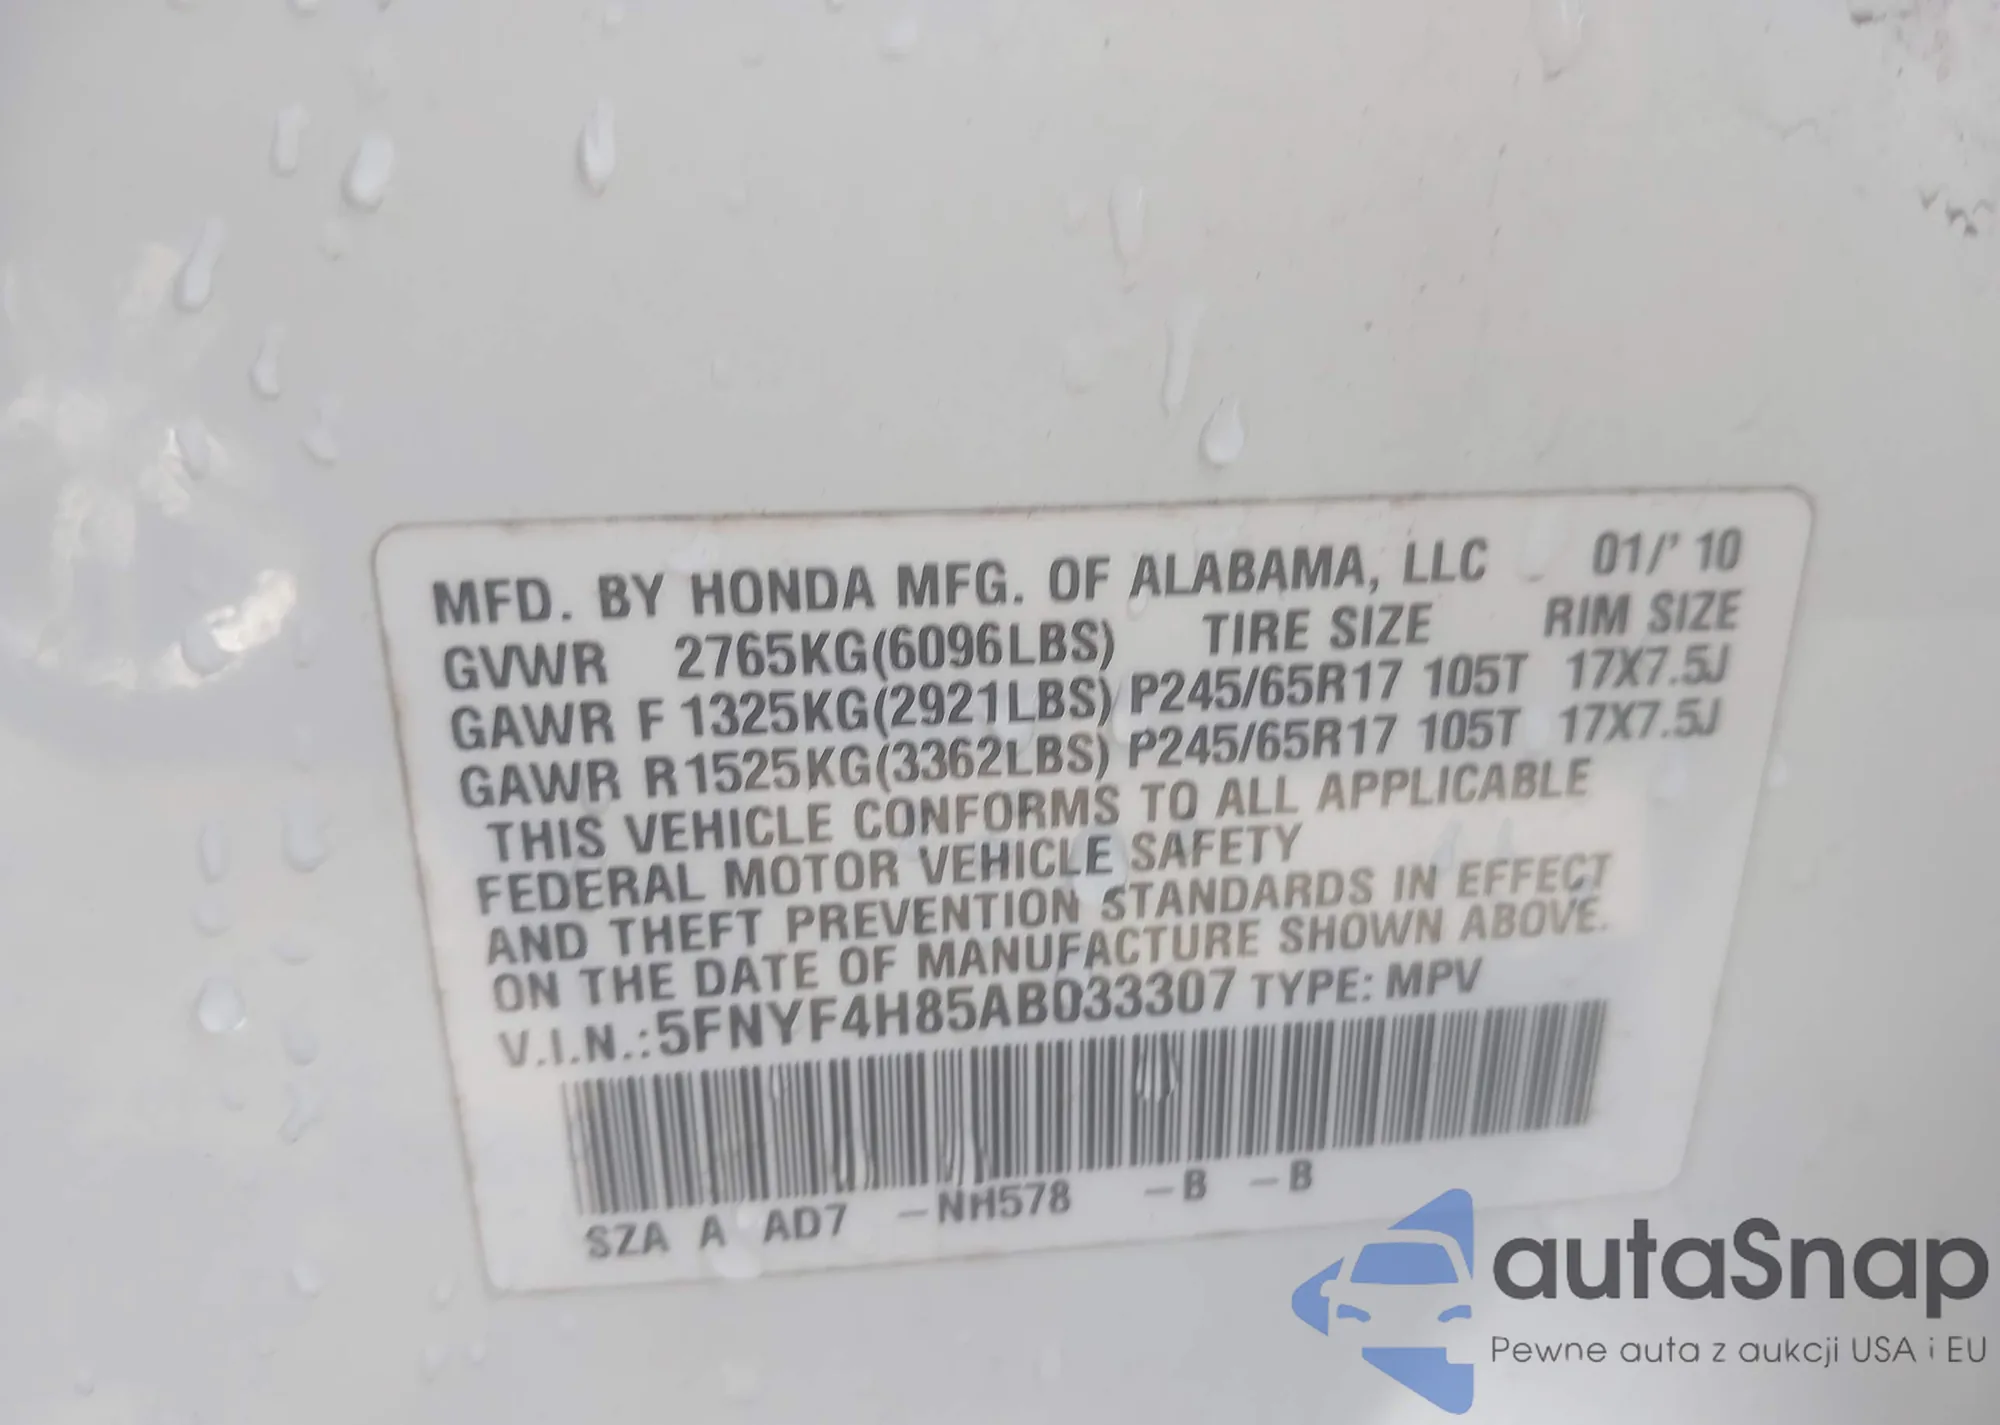 MFD. BY HONDA MFG. OF ALABAMA, LLC 01/'10
GVWR 2765KG(6096LBS) TIRE SIZE RIM SIZE
GAWR F 1325KG(2921LBS) P245/65R17 105T 17X7.5J
GAWR R1525KG(3362LBS) P245/65R17 105T 17X7.5J
THIS VEHICLE CONFORMS TO ALL APPLICABLE
FEDERAL MOTOR VEHICLE SAFETY
AND THEFT PREVENTION STANDARDS IN EFFECT
ON THE DATE OF MANUFACTURE SHOWN ABOVE.
V.I.N.:5FNYF4H85AB033307 TYPE: MPV
SZA A AD7 -NH578 -B -B
autaSnap
Pewne auta z aukcji USA i EU